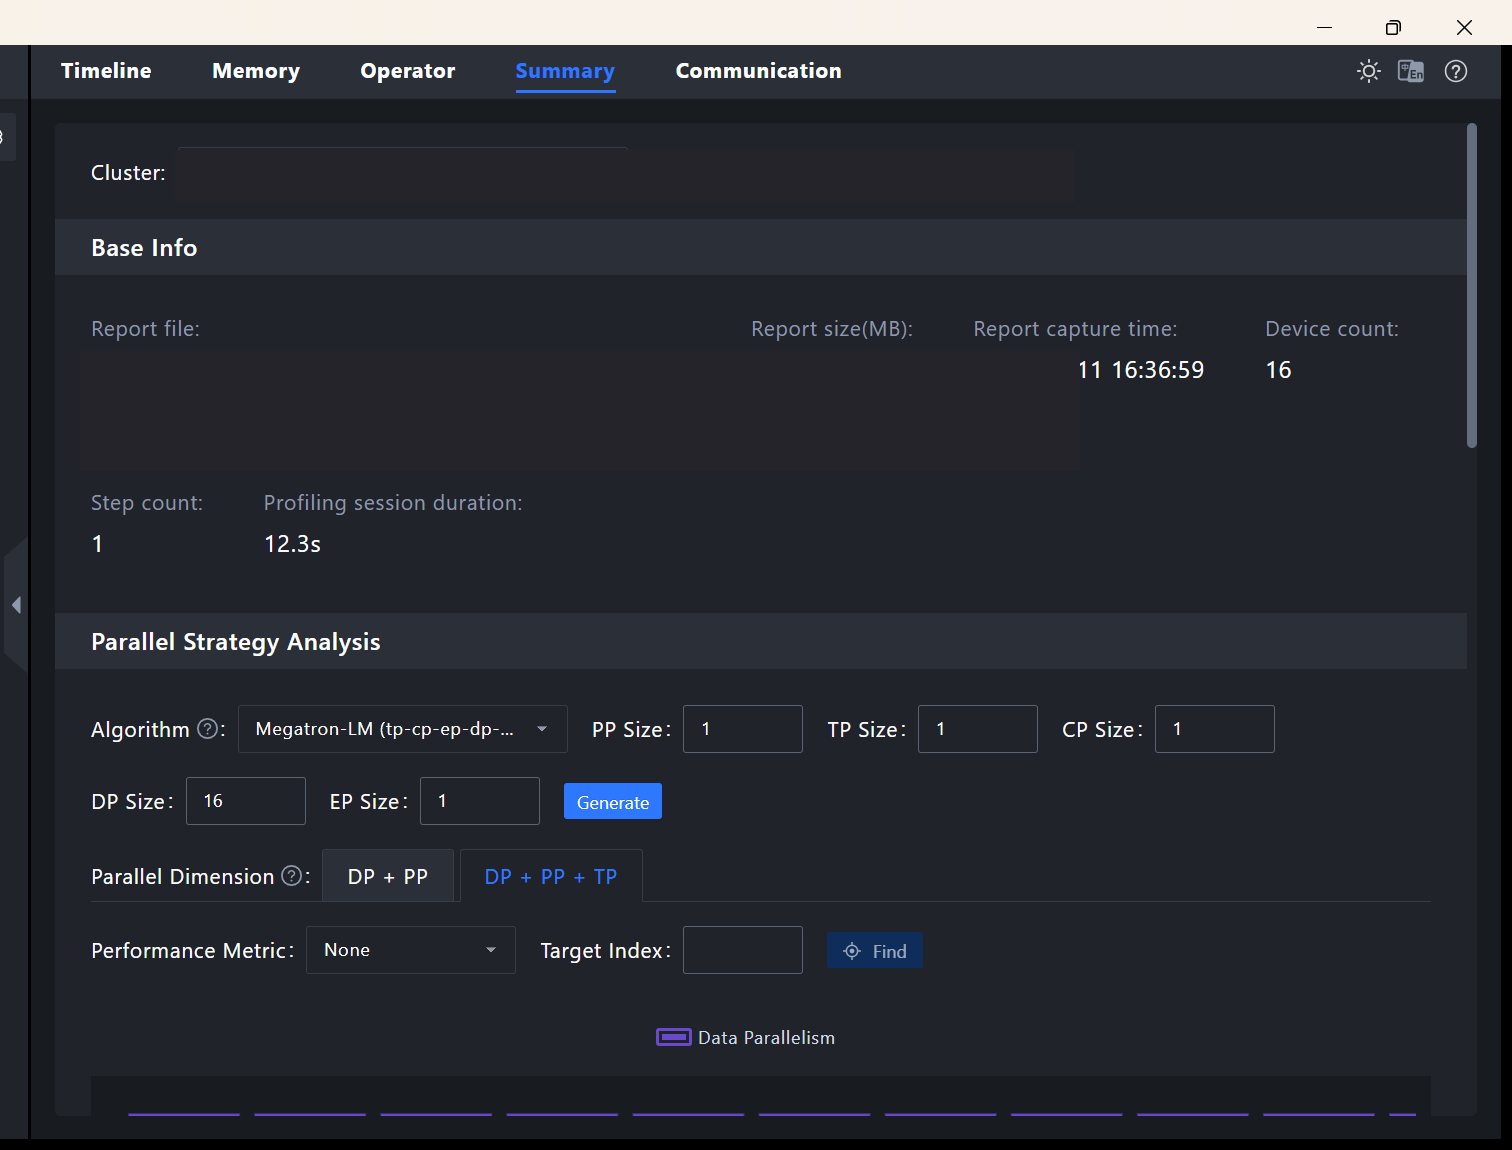 Timeline Memory Operator Summary Communication
Cluster:
Base Info
Report file: Report size(MB): Report capture time: Device count:
11 16:36:59 16
Step count: Profiling session duration:
1 12.3s
Parallel Strategy Analysis
Algorithm ? : Megatron-LM (tp-cp-ep-dp-... PP Size: 1 TP Size: 1 CP Size: 1
DP Size: 16 EP Size: 1 Generate
Parallel Dimension ? : DP + PP DP + PP + TP
Performance Metric: None Target Index: Find
Data Parallelism